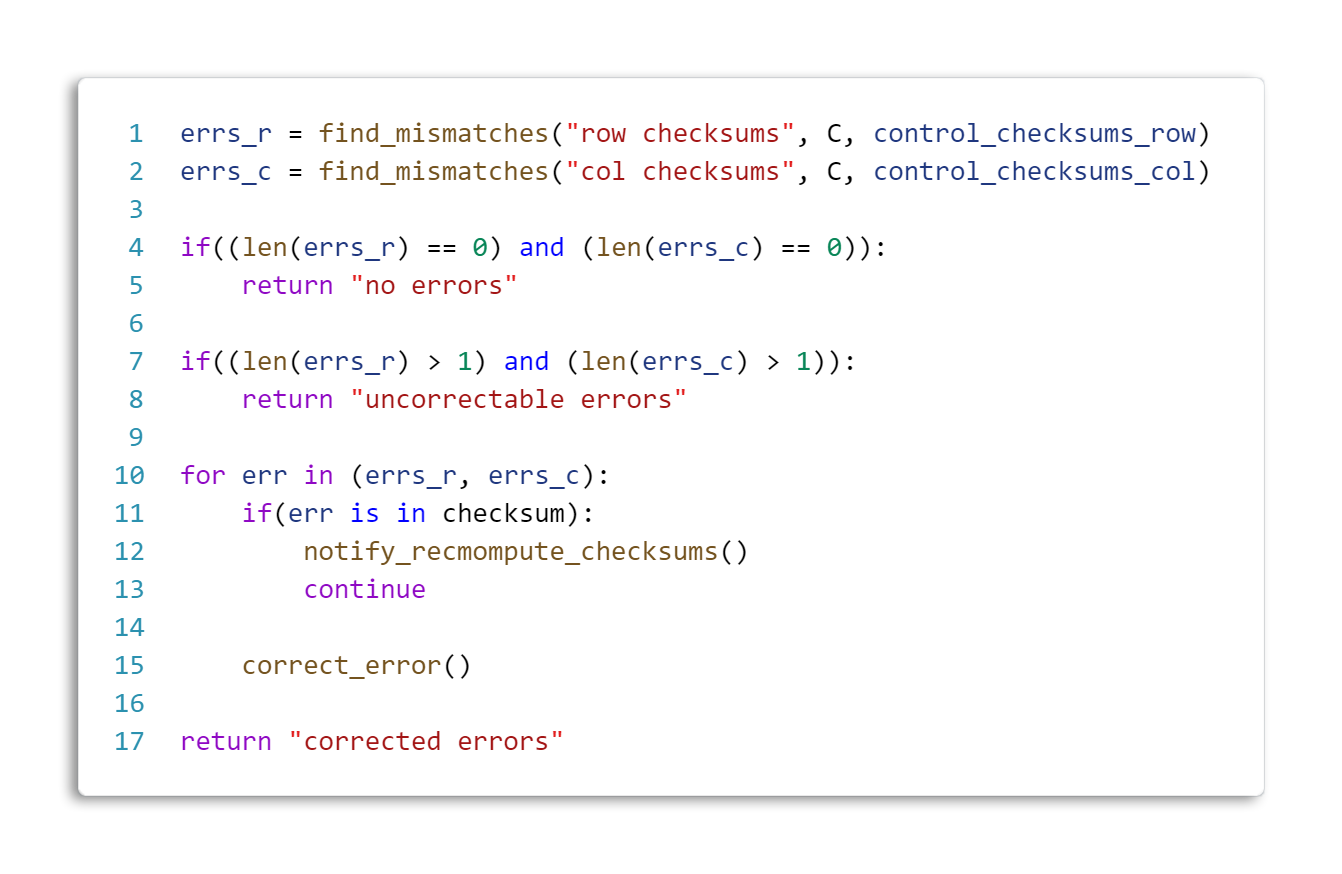 1 errs_r = find_mismatches("row checksums", C, control_checksums_row)
2 errs_c = find_mismatches("col checksums", C, control_checksums_col)
3
4 if((len(errs_r) == 0) and (len(errs_c) == 0)):
5     return "no errors"
6
7 if((len(errs_r) > 1) and (len(errs_c) > 1)):
8     return "uncorrectable errors"
9
10 for err in (errs_r, errs_c):
11     if(err is in checksum):
12         notify_recmompute_checksums()
13         continue
14
15     correct_error()
16
17 return "corrected errors"